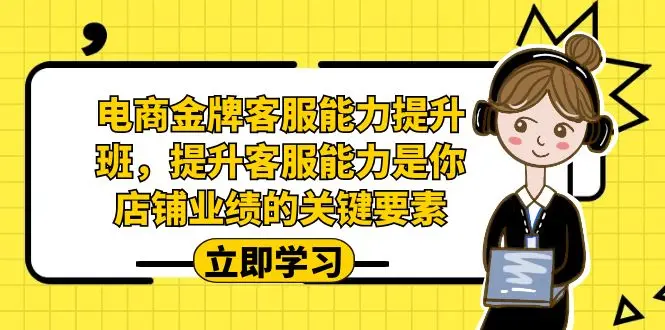 电商金牌客服能力提升
班，提升客服能力是你
店铺业绩的关键要素
立即学习